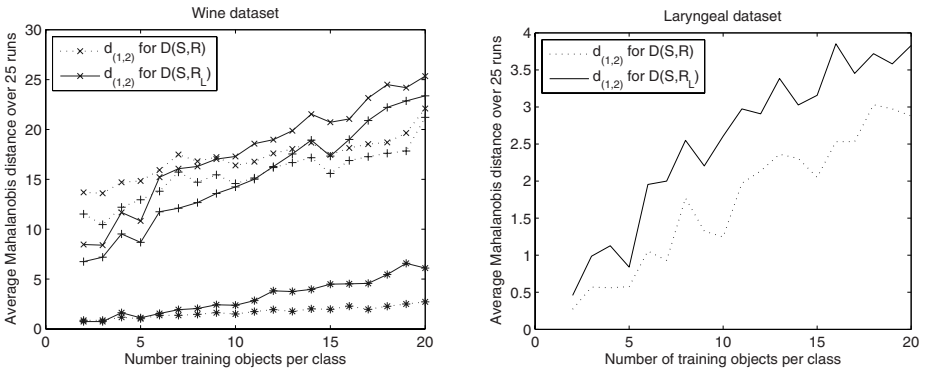 Wine dataset
Average Mahalanobis distance over 25 runs
30
25
20
15
10
5
0
d(1,2) for D(S,R)
d(1,2) for D(S,RL)
0 5 10 15 20
Number training objects per class
Laryngeal dataset
Average Mahalanobis distance over 25 runs
4
3.5
3
2.5
2
1.5
1
0.5
0
d(1,2) for D(S,R)
d(1,2) for D(S,RL)
0 5 10 15 20
Number of training objects per class